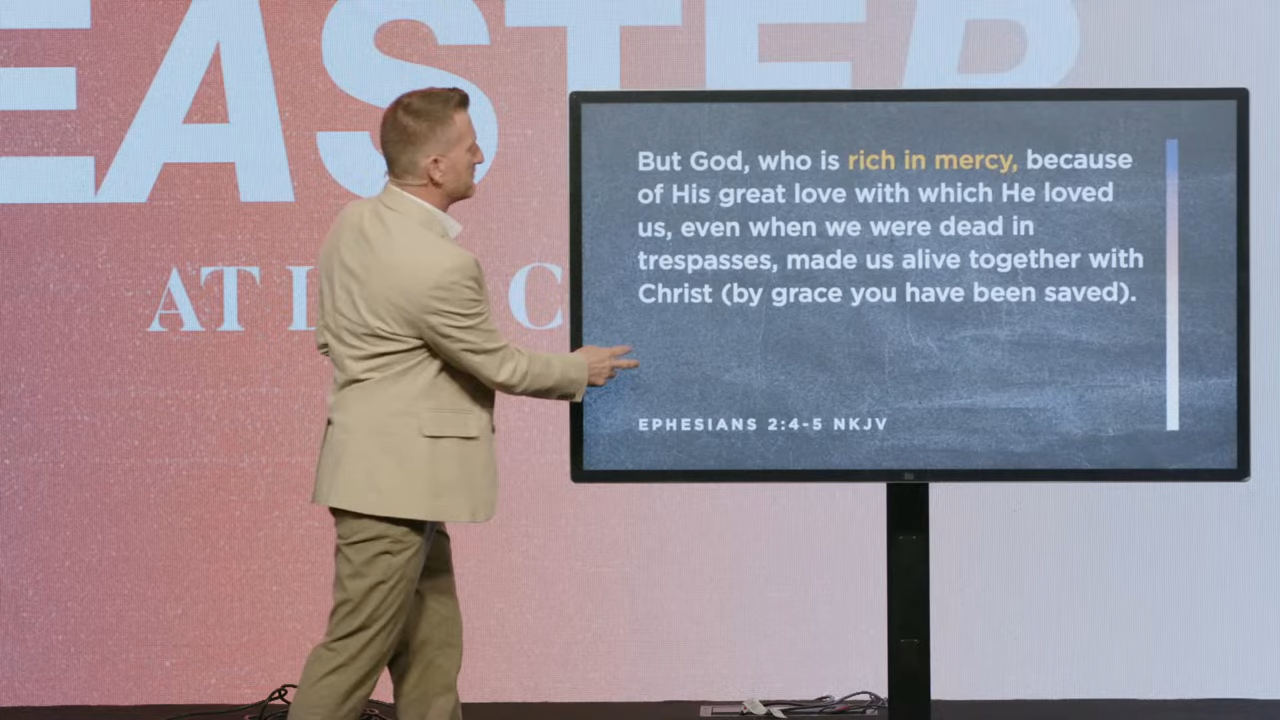 EASTER
AT
But God, who is rich in mercy, because
of His great love with which He loved
us, even when we were dead in
trespasses, made us alive together with
Christ (by grace you have been saved).
EPHESIANS 2:4-5 NKJV